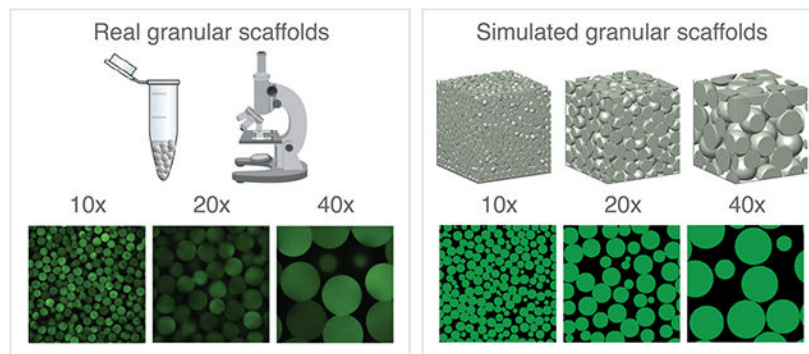 Real granular scaffolds
10x 20x 40x
Simulated granular scaffolds
10x 20x 40x